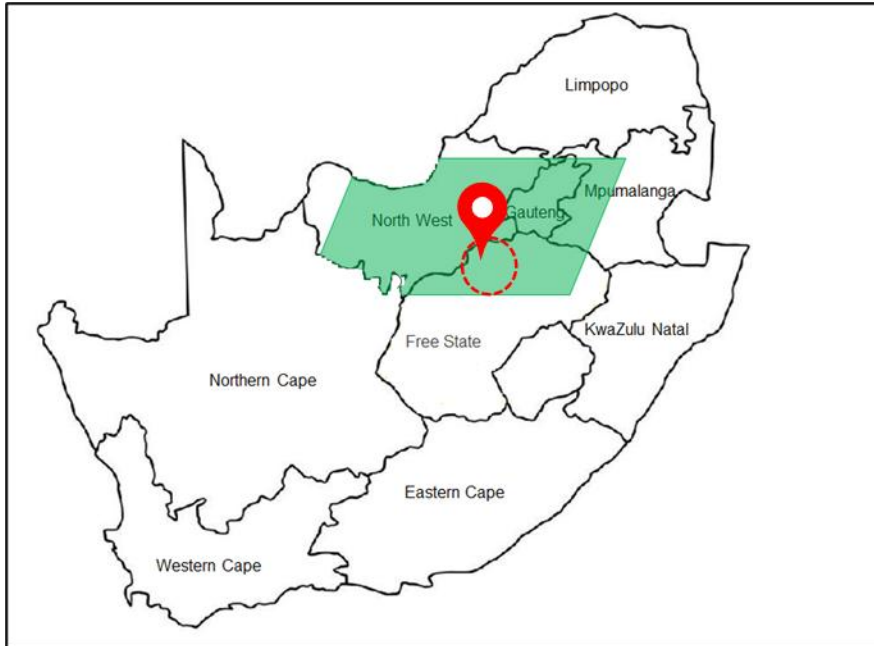 Limpopo
Mpumalanga
North West
Gauteng
KwaZulu Natal
Free State
Northern Cape
Eastern Cape
Western Cape